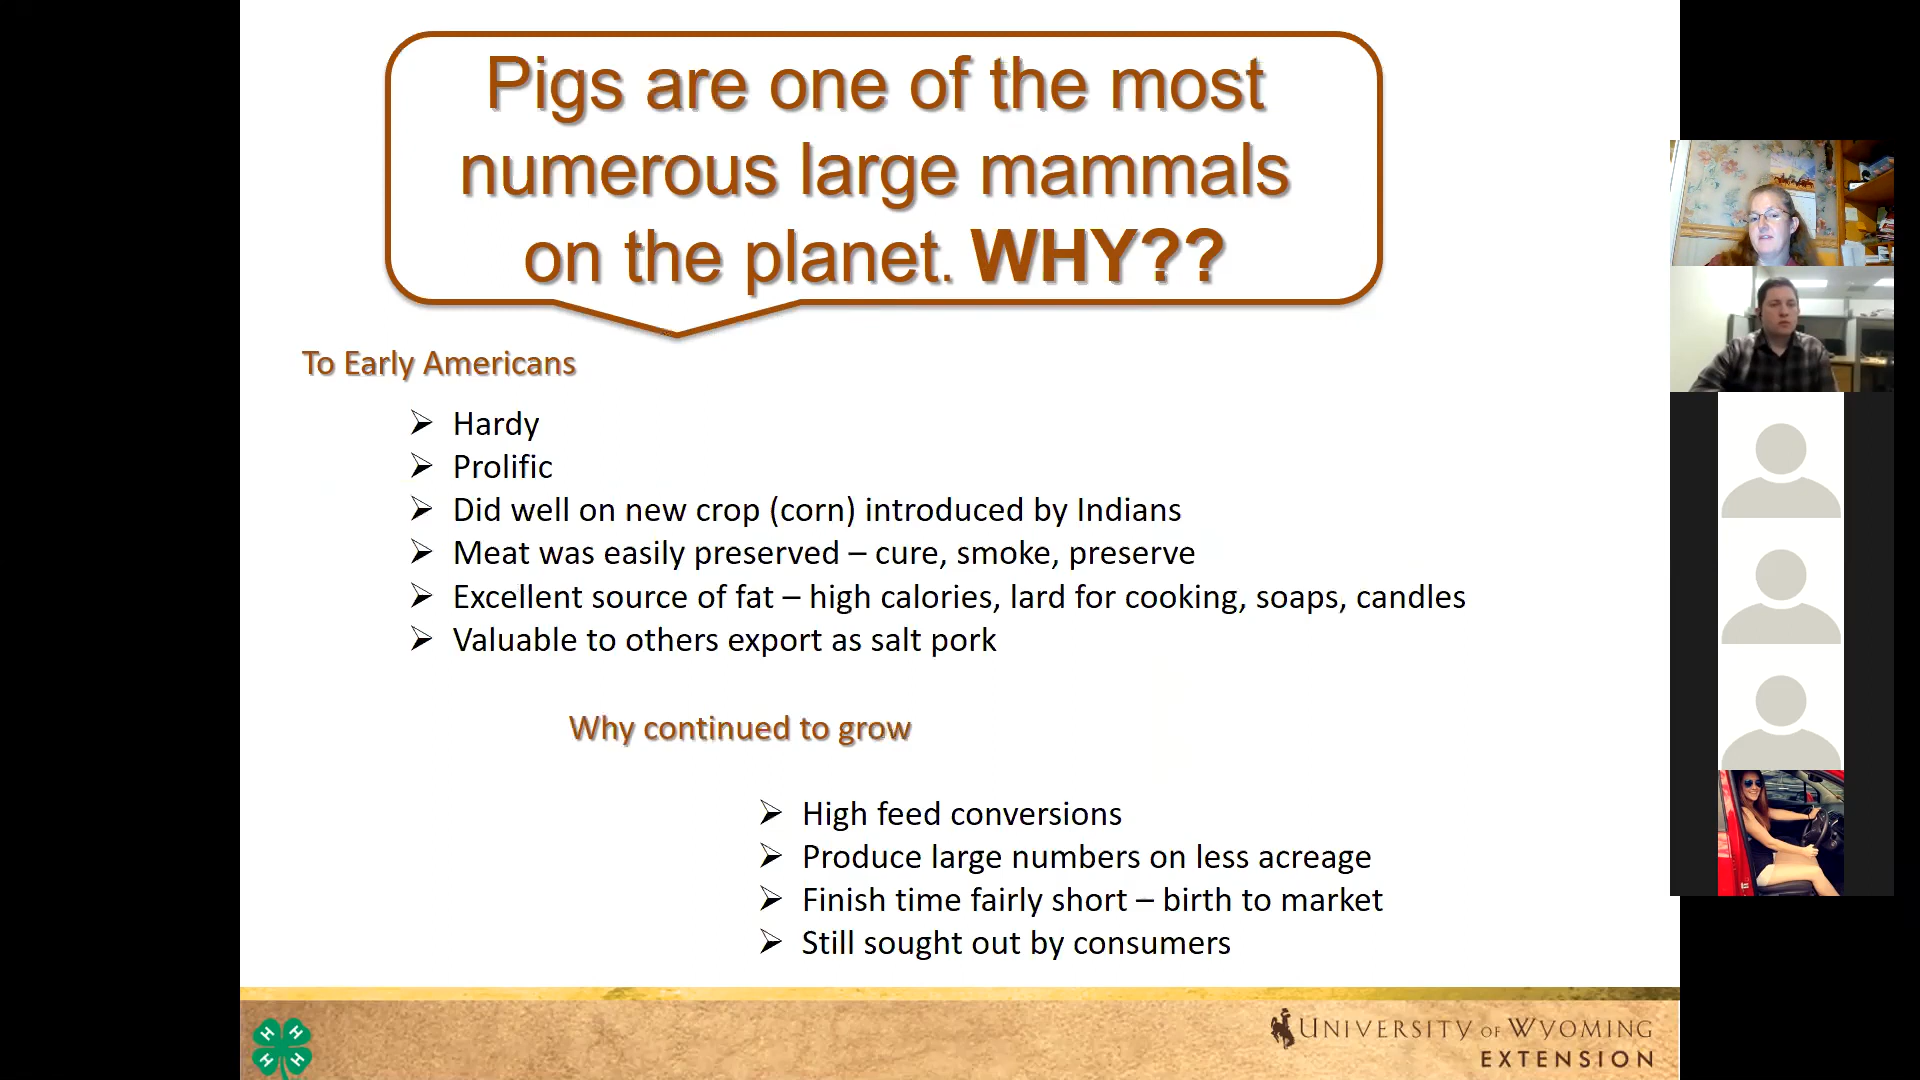 Pigs are one of the most
numerous large mammals
on the planet. WHY??
To Early Americans
Hardy
Prolific
Did well on new crop (corn) introduced by Indians
Meat was easily preserved – cure, smoke, preserve
Excellent source of fat – high calories, lard for cooking, soaps, candles
Valuable to others export as salt pork
Why continued to grow
High feed conversions
Produce large numbers on less acreage
Finish time fairly short – birth to market
Still sought out by consumers
H H
H H
UNIVERSITY OF WYOMING
EXTENSION